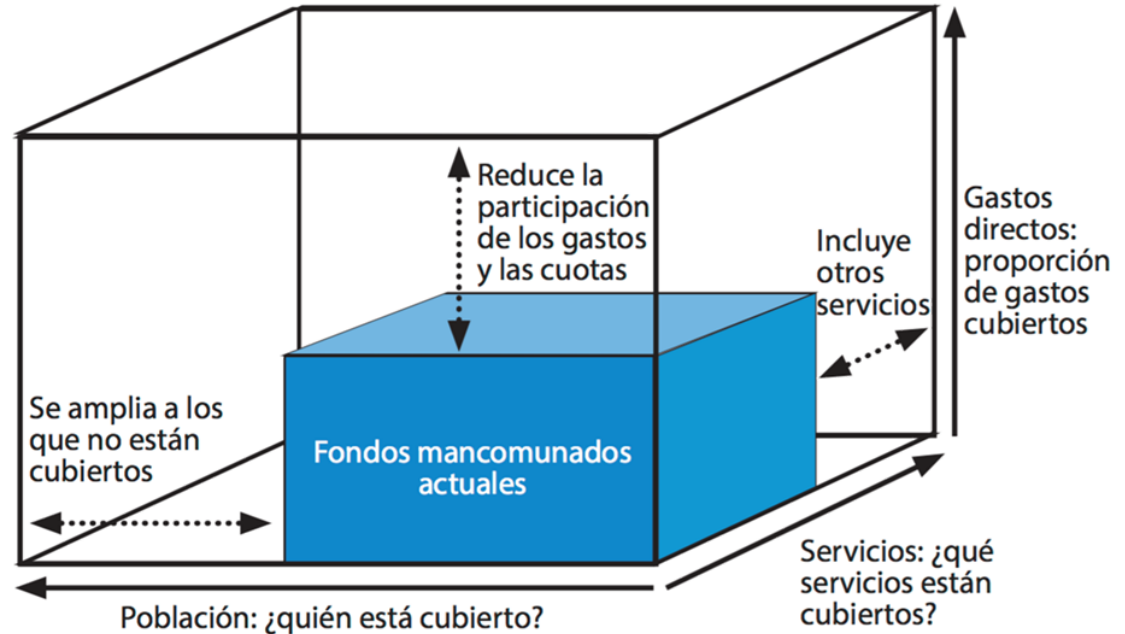 Reduce la
participación
de los gastos
y las cuotas
Incluye
otros
servicios
Gastos
directos:
proporción
de gastos
cubiertos
Se amplia a los
que no están
cubiertos
Fondos mancomunados
actuales
Servicios: ¿qué
servicios están
cubiertos?
Población: ¿quién está cubierto?